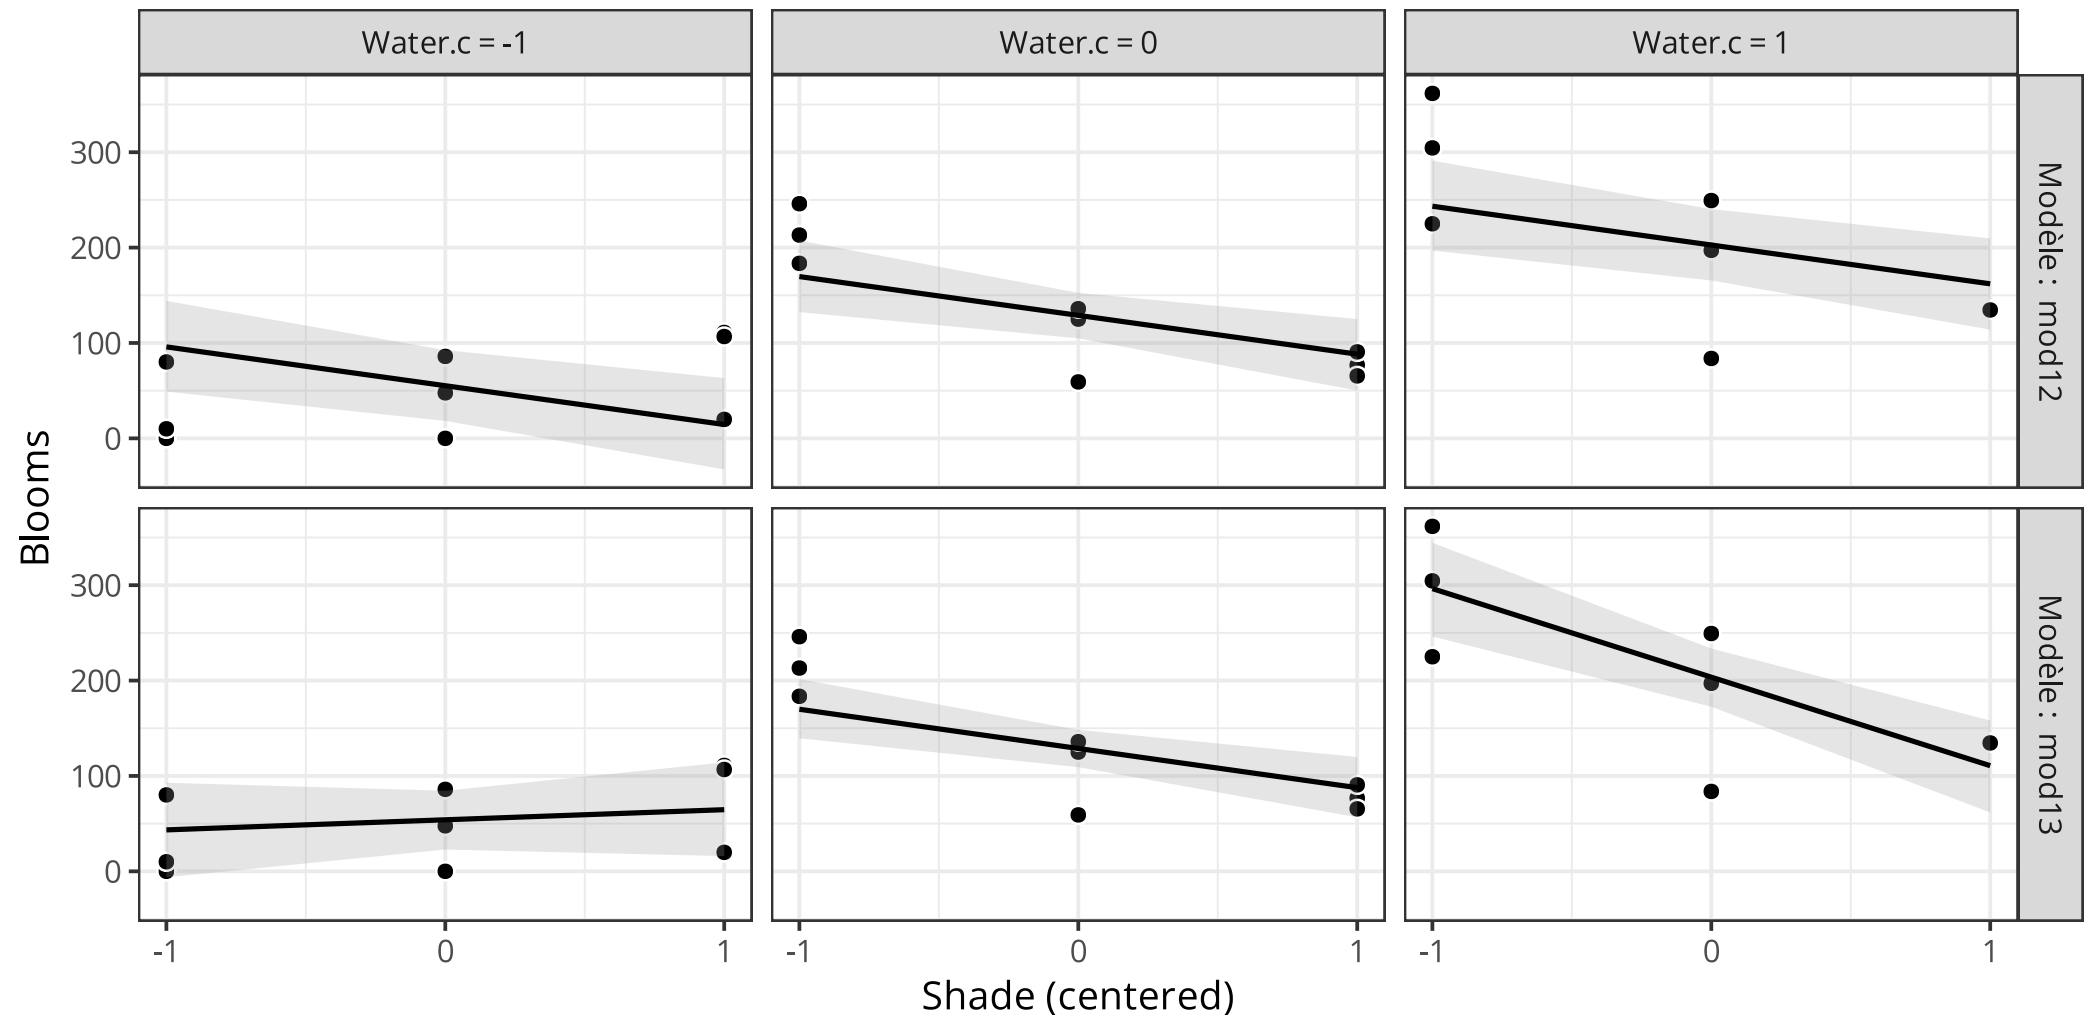 Water.c = -1
Water.c = 0
Water.c = 1
300
200
100
0
Modèle : mod12
Blooms
300
200
100
0
Modèle : mod13
-1
0
1
-1
0
1
-1
0
1
Shade (centered)